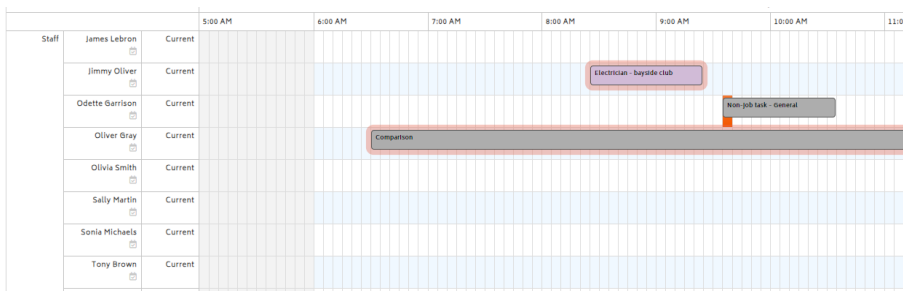 5:00 AM 6:00 AM 7:00 AM 8:00 AM 9:00 AM 10:00 AM 11:0
Staff James Lebron Current
Jimmy Oliver Current Electrician - bayside club
Odette Garrison Current Non-job task - General
Oliver Gray Current Comparison
Olivia Smith Current
Sally Martin Current
Sonia Michaels Current
Tony Brown Current